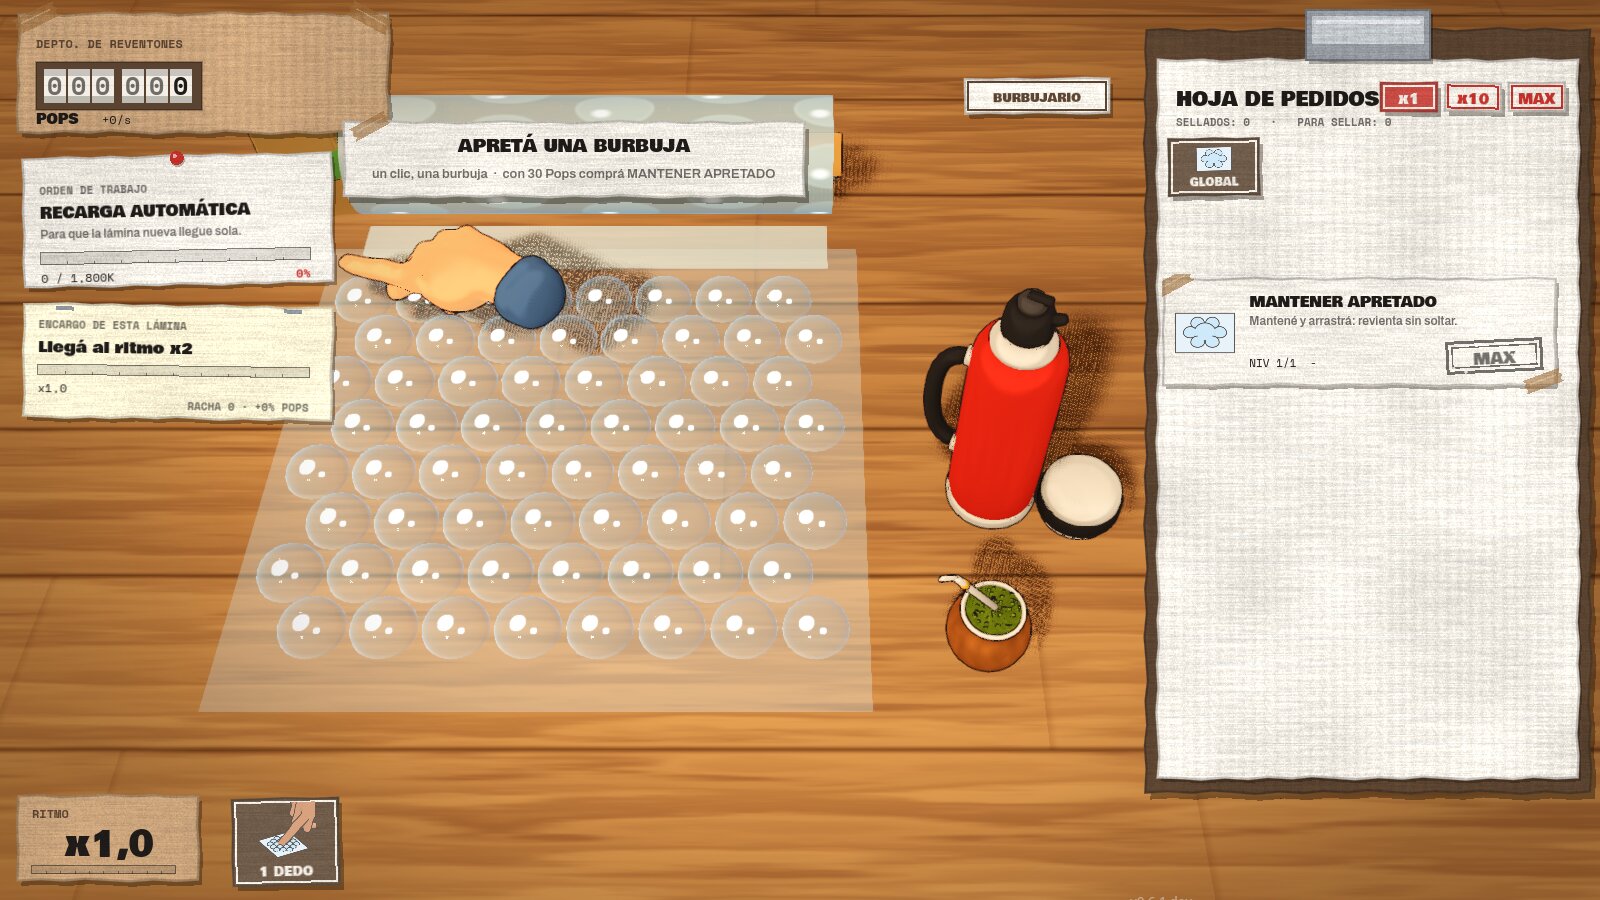 DEPTO. DE REVENTONES
000 000
POPS +0/s
ORDEN DE TRABAJO
RECARGA AUTOMÁTICA
Para que la lámina nueva llegue sola.
0 / 1.800K 0%
ENCARGO DE ESTA LÁMINA
Llegá al ritmo x2
x1.0
RACHA 0 · +0% POPS
APRETÁ UNA BURBUJA
un clic, una burbuja · con 30 Pops comprá MANTENER APRETADO
BURBUJARIO
HOJA DE PEDIDOS x1 x10 MAX
SELLADOS: 0 · PARA SELLAR: 0
GLOBAL
MANTENER APRETADO
Mantené y arrastrá: revienta sin soltar.
NIV 1/1 -
MAX
RITMO
x1,0
1 DEDO